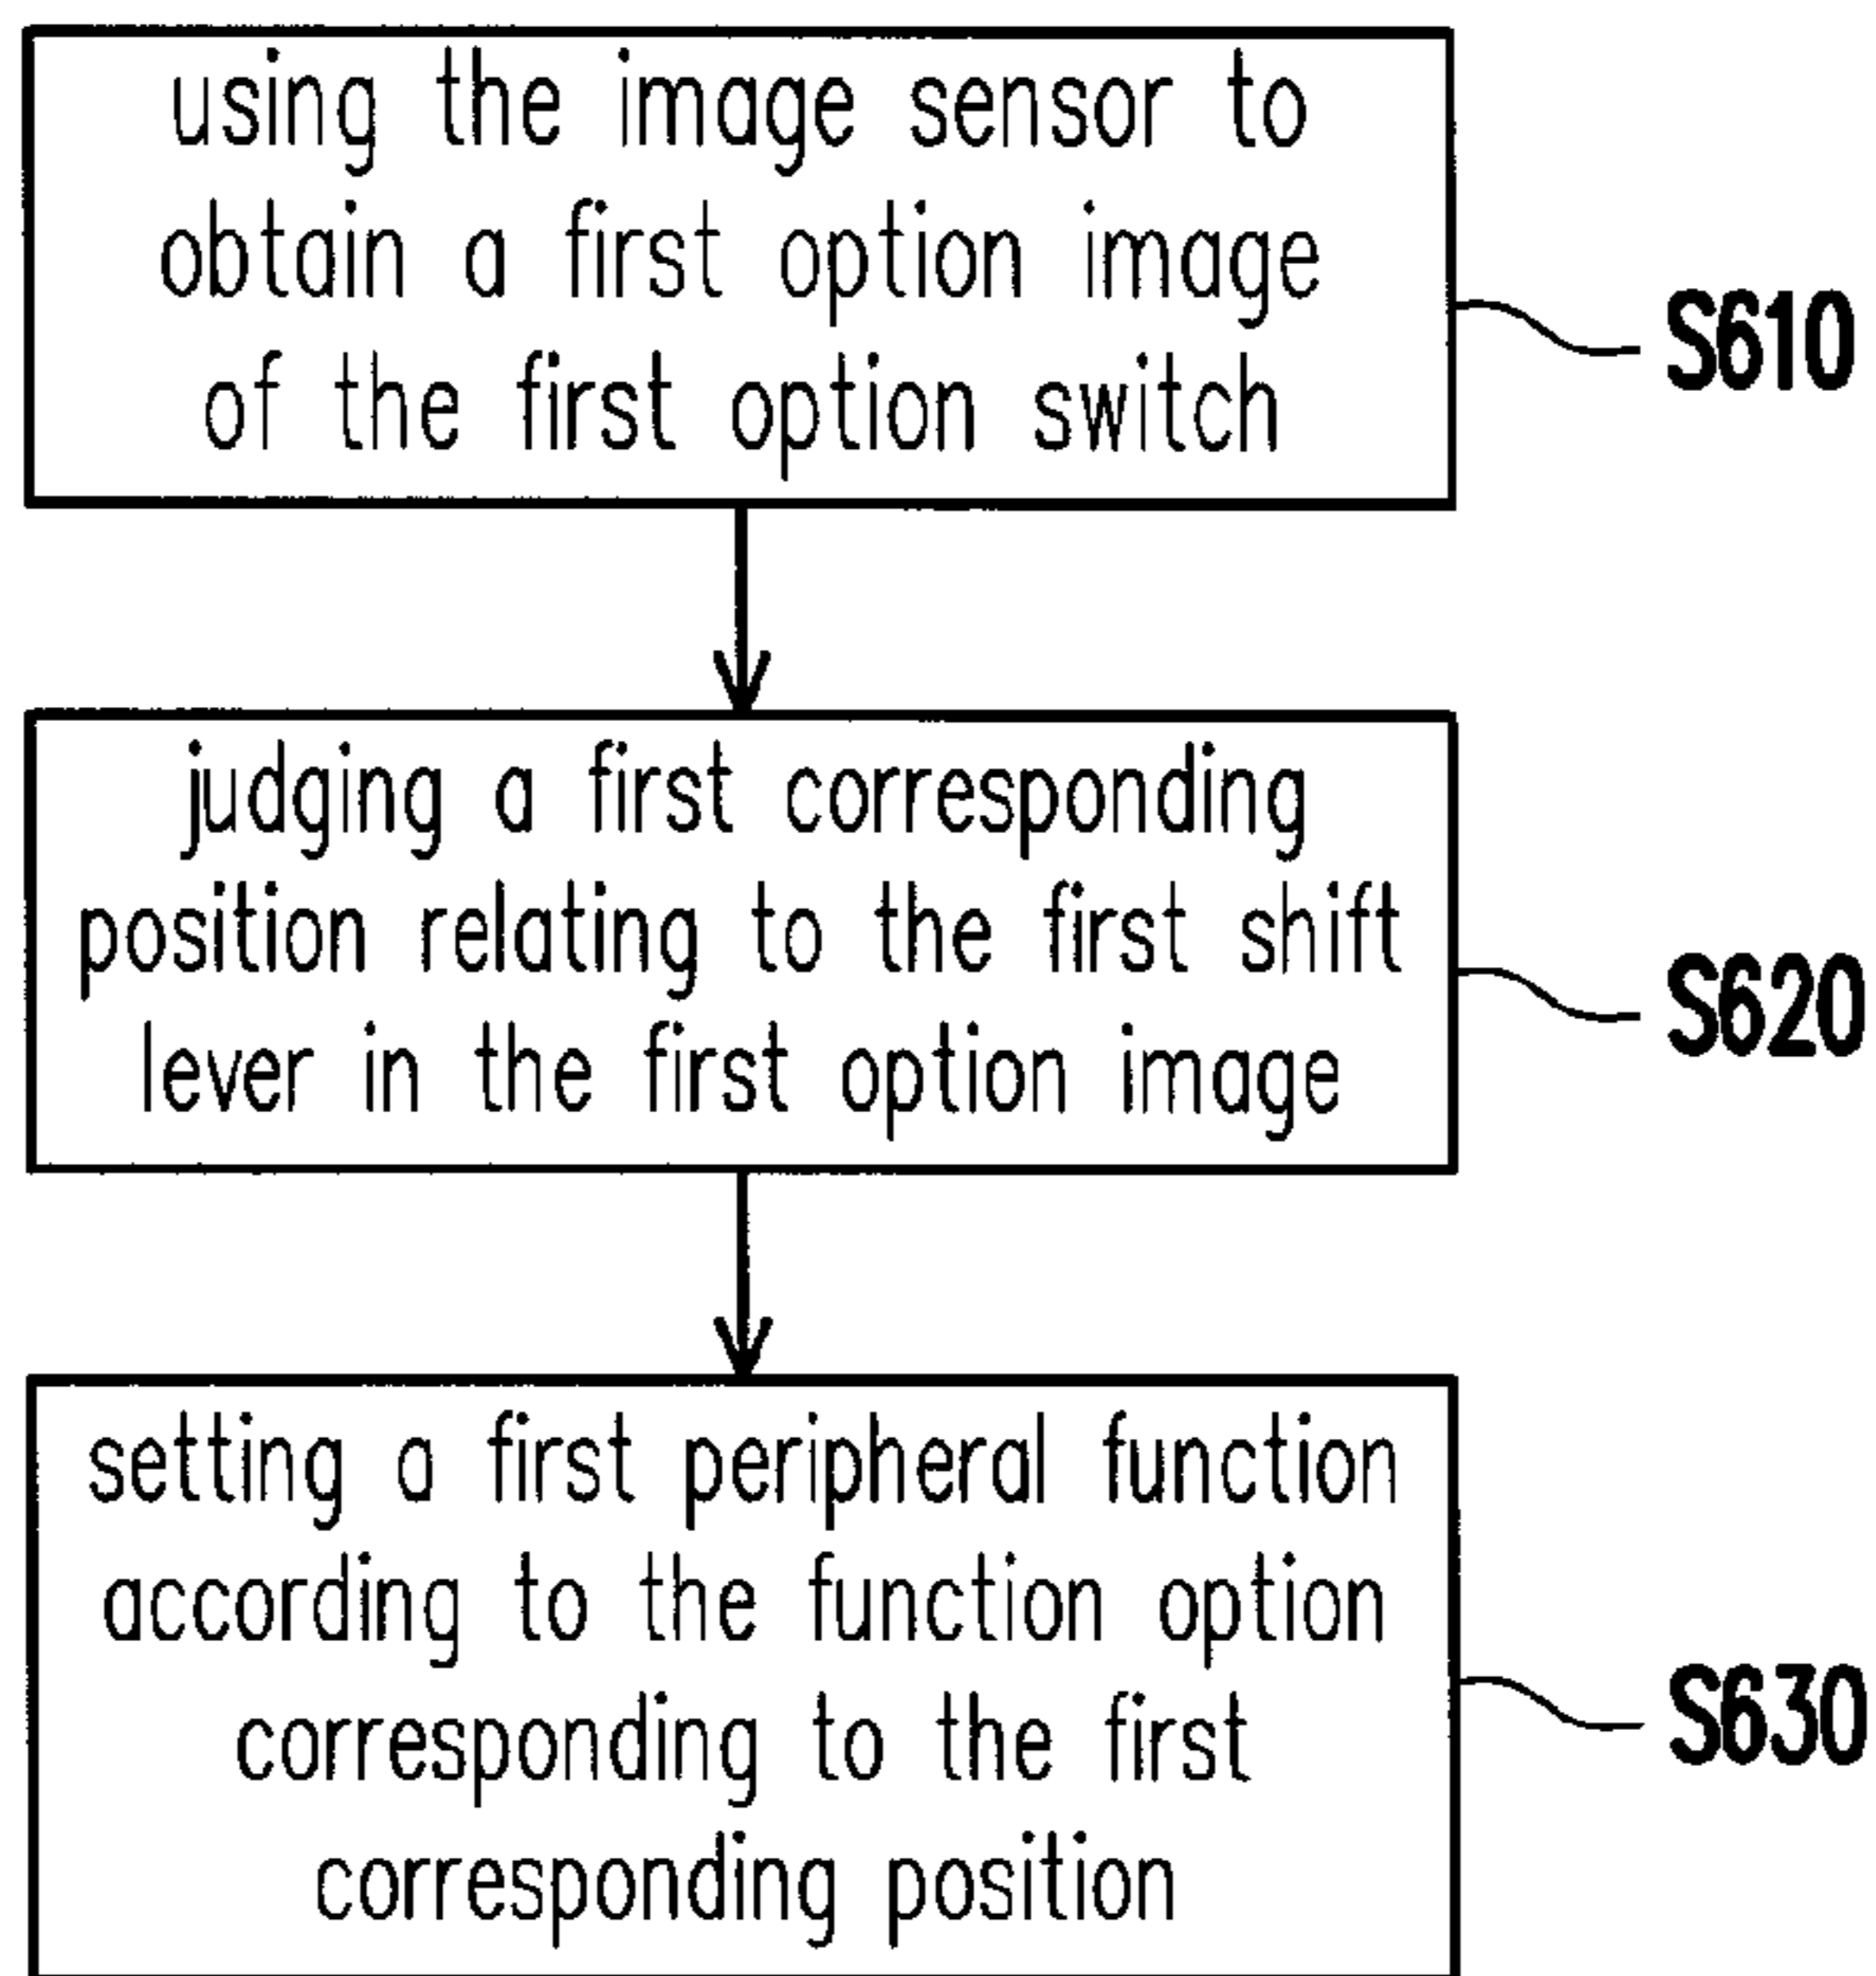 using the image sensor to
obtain a first option image
of the first option switch
S610
judging a first corresponding
position relating to the first shift
lever in the first option image
S620
setting a first peripheral function
according to the function option
corresponding to the first
corresponding position
S630